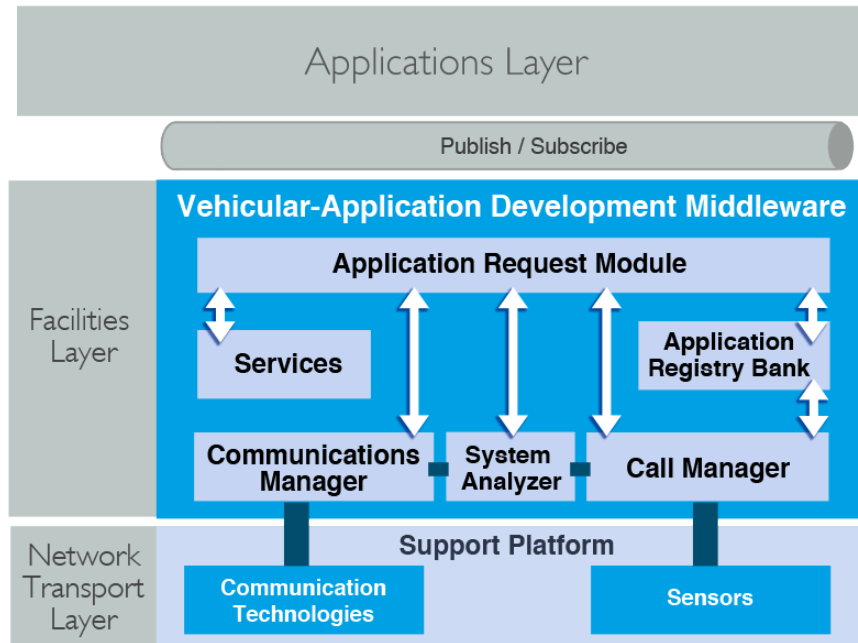 Applications Layer
Publish / Subscribe
Vehicular-Application Development Middleware
Application Request Module
Facilities
Layer
Services
Application
Registry Bank
Communications
Manager
System
Analyzer
Call Manager
Network
Transport
Layer
Support Platform
Communication
Technologies
Sensors